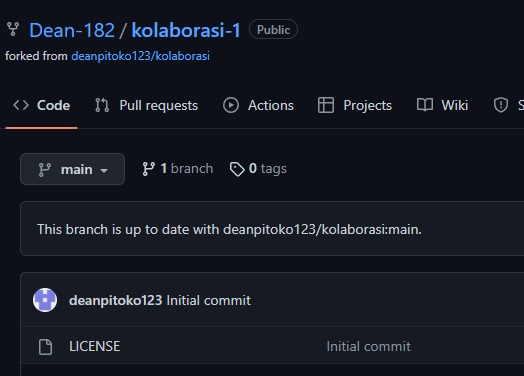 Dean-182 / kolaborasi-1 Public
forked from deanpitoko123/kolaborasi
Code Pull requests Actions Projects Wiki S
main 1 branch 0 tags
This branch is up to date with deanpitoko123/kolaborasi:main.
deanpitoko123 Initial commit
LICENSE Initial commit